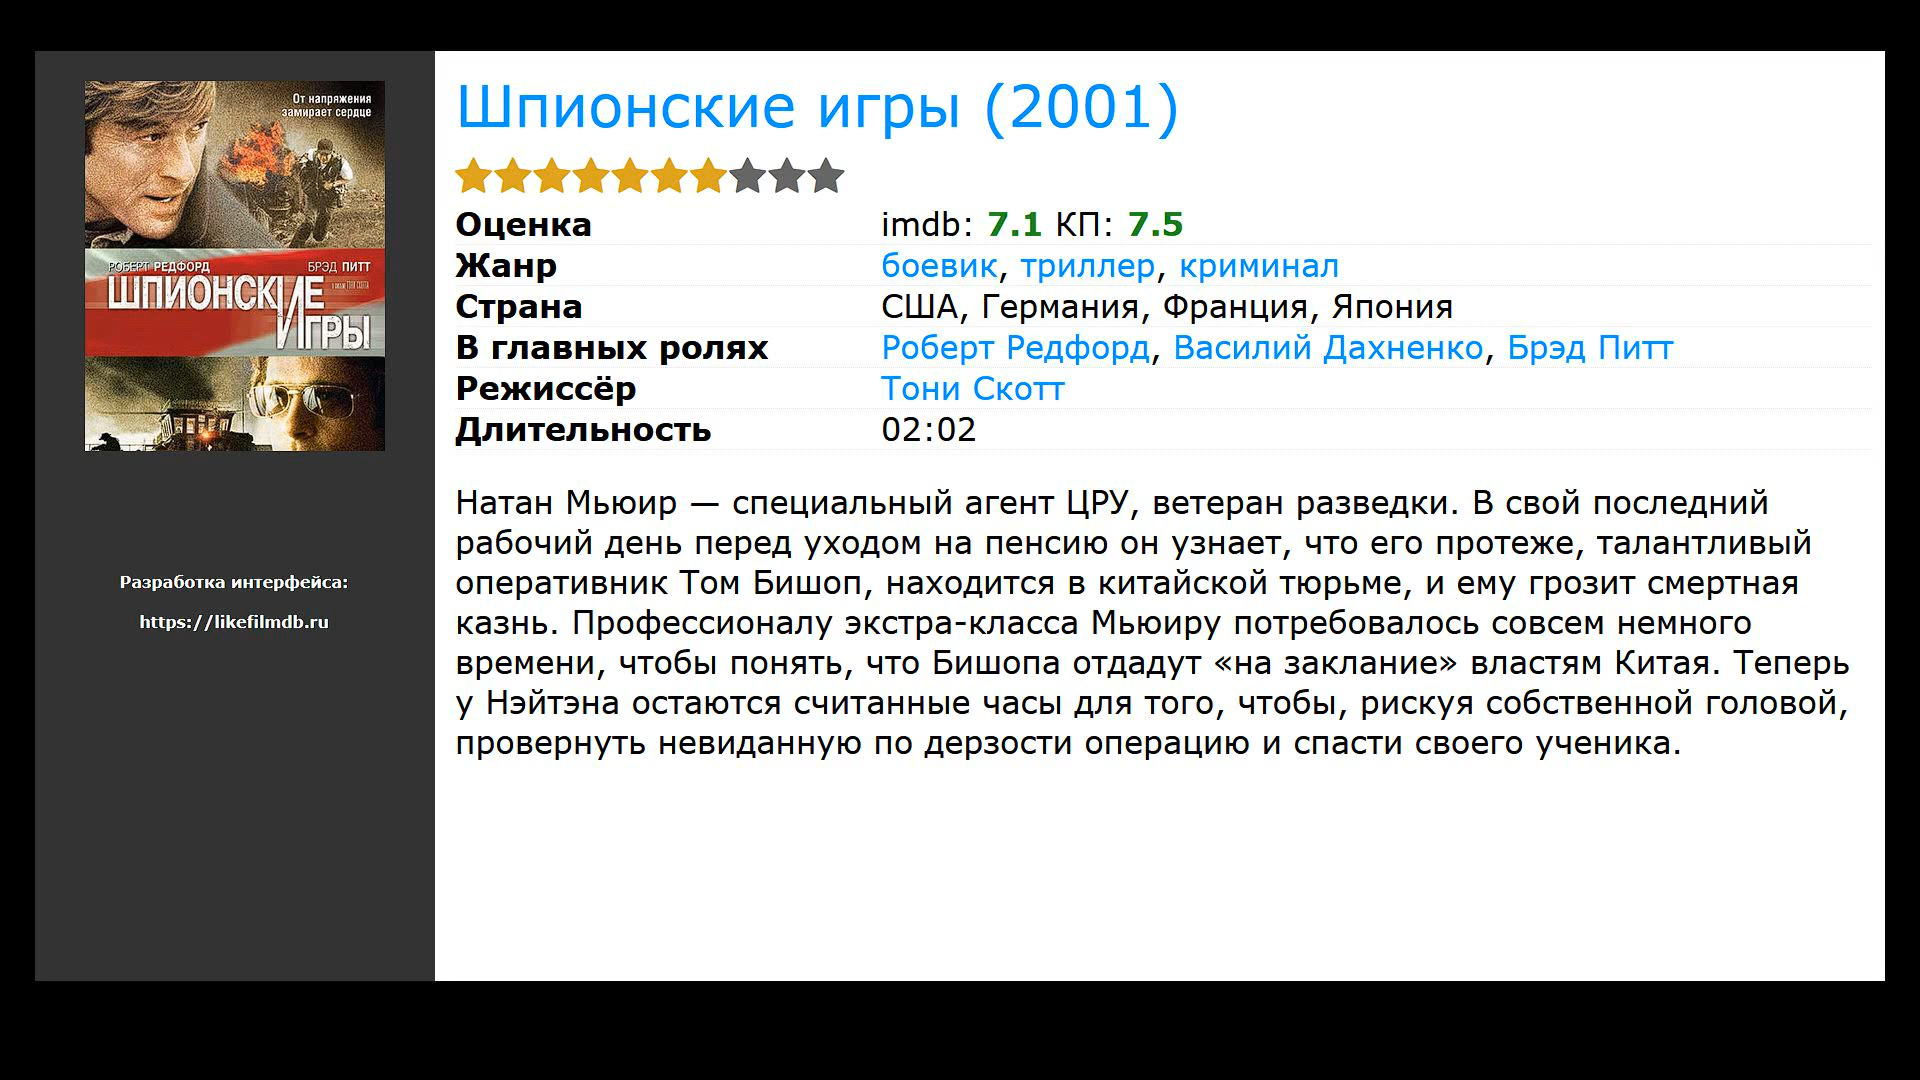 От напряжения
замирает сердце
РОБЕРТ РЕДФОРД
БРЭД ПИТТ
ШПИОНСКИЕ
ИГРЫ
Разработка интерфейса:
https://likefilmdb.ru
Шпионские игры (2001)
Оценка imdb: 7.1 КП: 7.5
Жанр боевик, триллер, криминал
Страна США, Германия, Франция, Япония
В главных ролях Роберт Редфорд, Василий Дахненко, Брэд Питт
Режиссёр Тони Скотт
Длительность 02:02
Натан Мьюир — специальный агент ЦРУ, ветеран разведки. В свой последний
рабочий день перед уходом на пенсию он узнает, что его протеже, талантливый
оперативник Том Бишоп, находится в китайской тюрьме, и ему грозит смертная
казнь. Профессионалу экстра-класса Мьюиру потребовалось совсем немного
времени, чтобы понять, что Бишопа отдадут «на заклание» властям Китая. Теперь
у Нэйтэна остаются считанные часы для того, чтобы, рискуя собственной головой,
провернуть невиданную по дерзости операцию и спасти своего ученика.